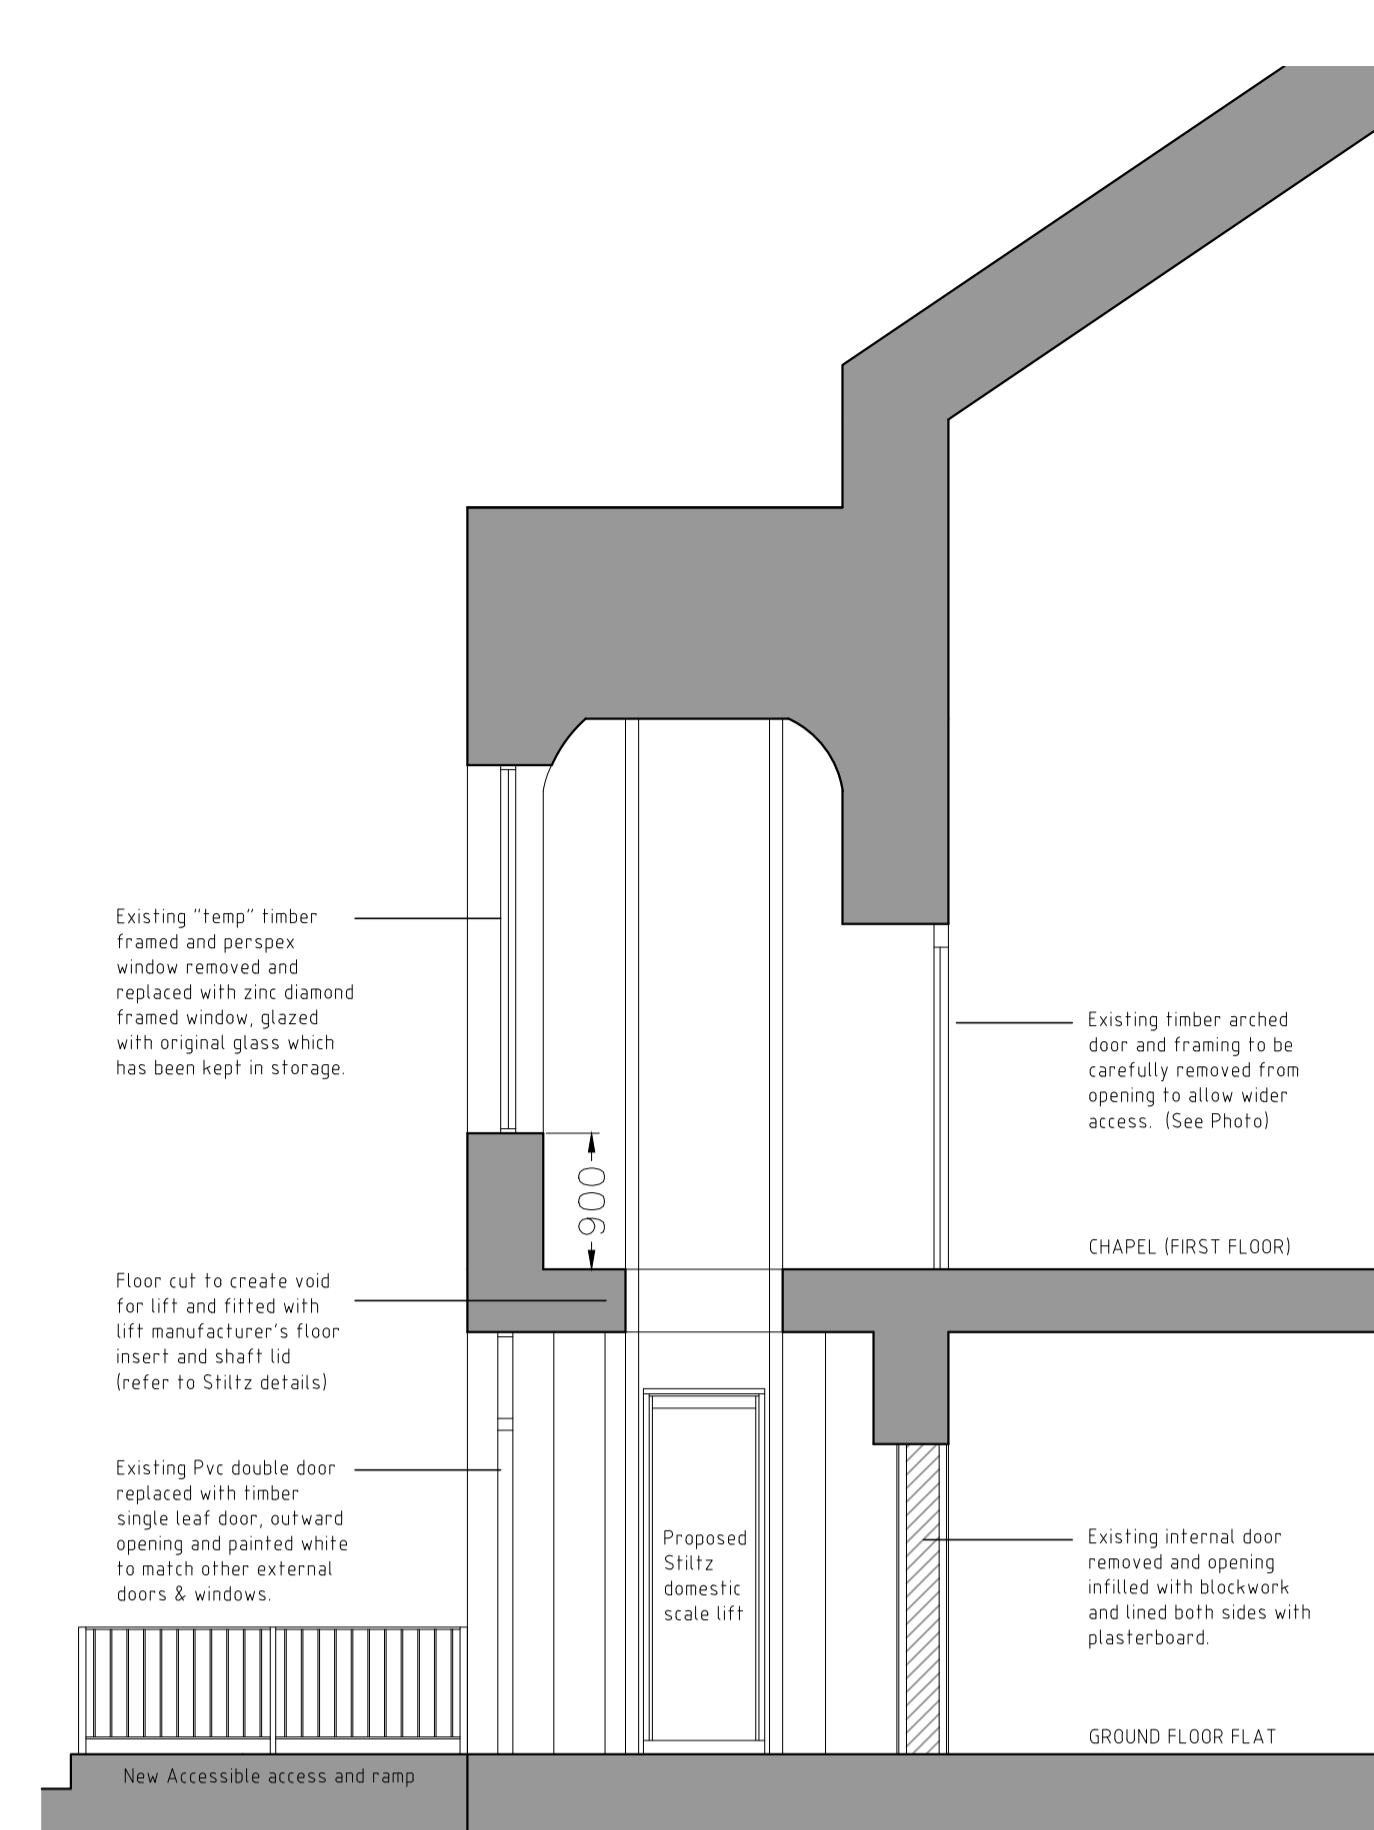 Existing "temp" timber
framed and perspex
window removed and
replaced with zinc diamond
framed window, glazed
with original glass which
has been kept in storage.
Existing timber arched
door and framing to be
carefully removed from
opening to allow wider
access. (See Photo)
900
CHAPEL (FIRST FLOOR)
Floor cut to create void
for lift and fitted with
lift manufacturer's floor
insert and shaft lid
(refer to Stiltz details)
Existing Pvc double door
replaced with timber
single leaf door, outward
opening and painted white
to match other external
doors & windows.
Proposed
Stiltz
domestic
scale lift
Existing internal door
removed and opening
infilled with blockwork
and lined both sides with
plasterboard.
GROUND FLOOR FLAT
New Accessible access and ramp